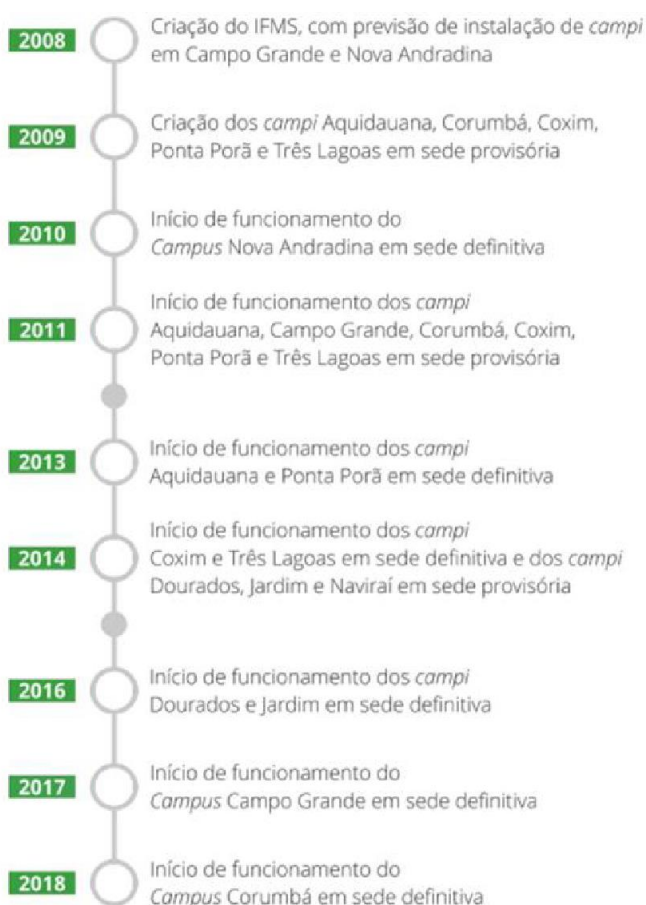 2008
Criação do IFMS, com previsão de instalação de campi
em Campo Grande e Nova Andradina
2009
Criação dos campi Aquidauana, Corumbá, Coxim,
Ponta Porã e Três Lagoas em sede provisória
2010
Início de funcionamento do
Campus Nova Andradina em sede definitiva
2011
Início de funcionamento dos campi
Aquidauana, Campo Grande, Corumbá, Coxim,
Ponta Porã e Três Lagoas em sede provisória
2013
Início de funcionamento dos campi
Aquidauana e Ponta Porã em sede definitiva
2014
Início de funcionamento dos campi
Coxim e Três Lagoas em sede definitiva e dos campi
Dourados, Jardim e Naviraí em sede provisória
2016
Início de funcionamento dos campi
Dourados e Jardim em sede definitiva
2017
Início de funcionamento do
Campus Campo Grande em sede definitiva
2018
Início de funcionamento do
Campus Corumbá em sede definitiva